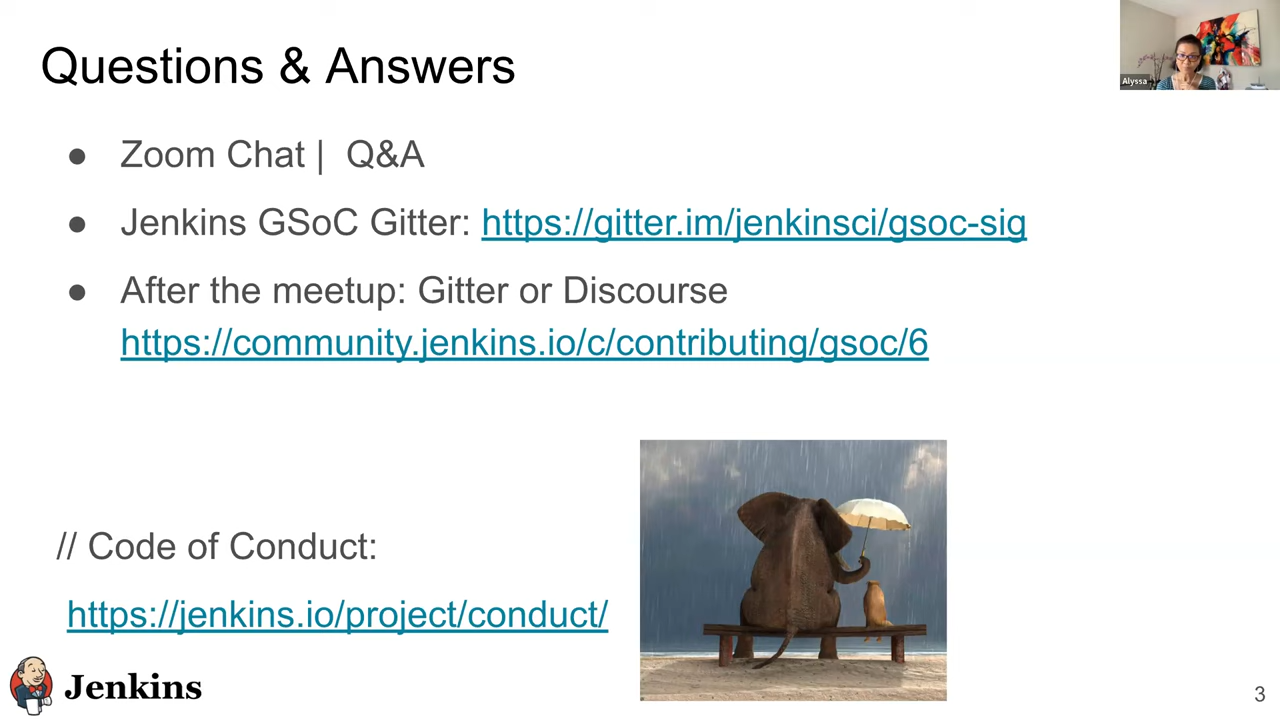 Questions & Answers
Alyssa
● Zoom Chat | Q&A
● Jenkins GSoC Gitter: https://gitter.im/jenkinsci/gsoc-sig
● After the meetup: Gitter or Discourse
https://community.jenkins.io/c/contributing/gsoc/6
// Code of Conduct:
https://jenkins.io/project/conduct/
Jenkins
3